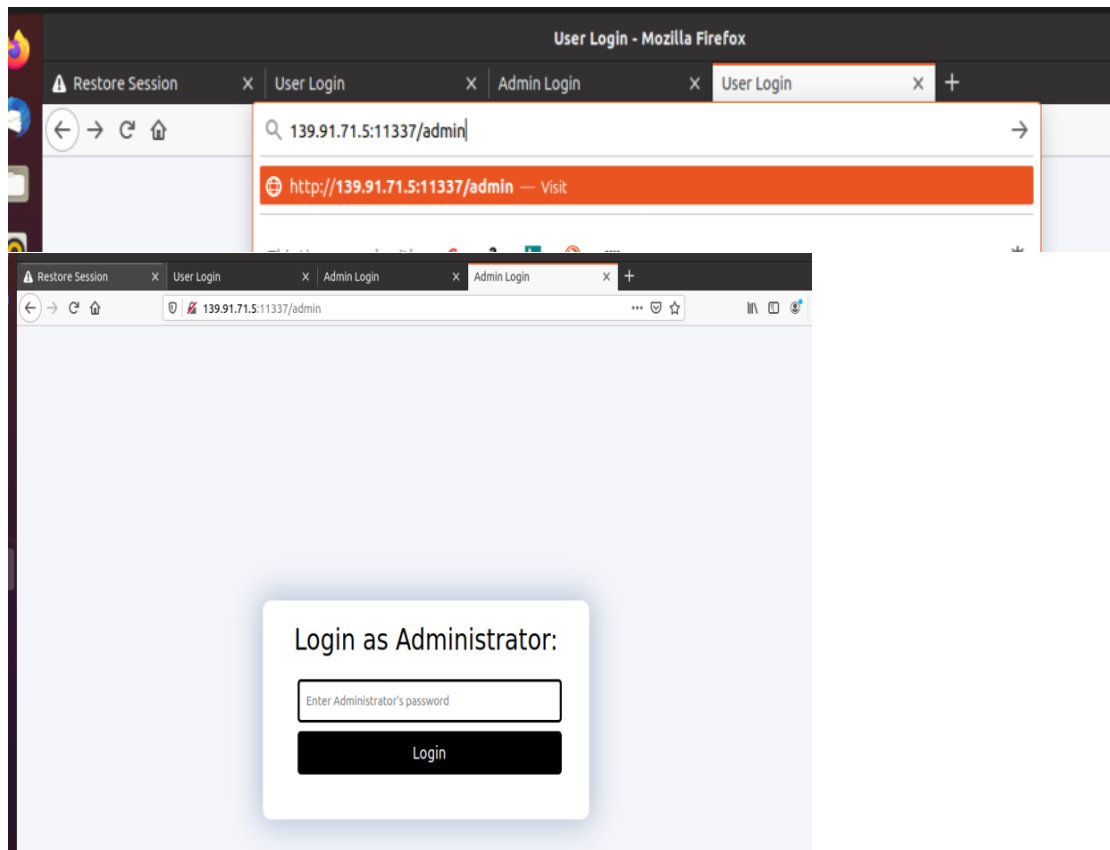 User Login - Mozilla Firefox
Restore Session
User Login
Admin Login
User Login
139.91.71.5:11337/admin
http://139.91.71.5:11337/admin — Visit
Restore Session
User Login
Admin Login
Admin Login
139.91.71.5:11337/admin
Login as Administrator:
Enter Administrator's password
Login